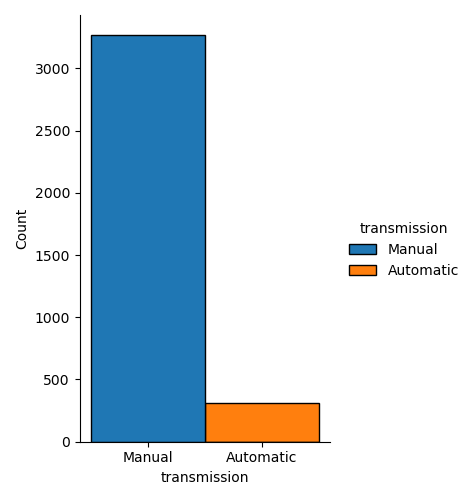 3000
2500
2000
1500
1000
500
0
Count
Manual
Automatic
transmission
transmission
Manual
Automatic